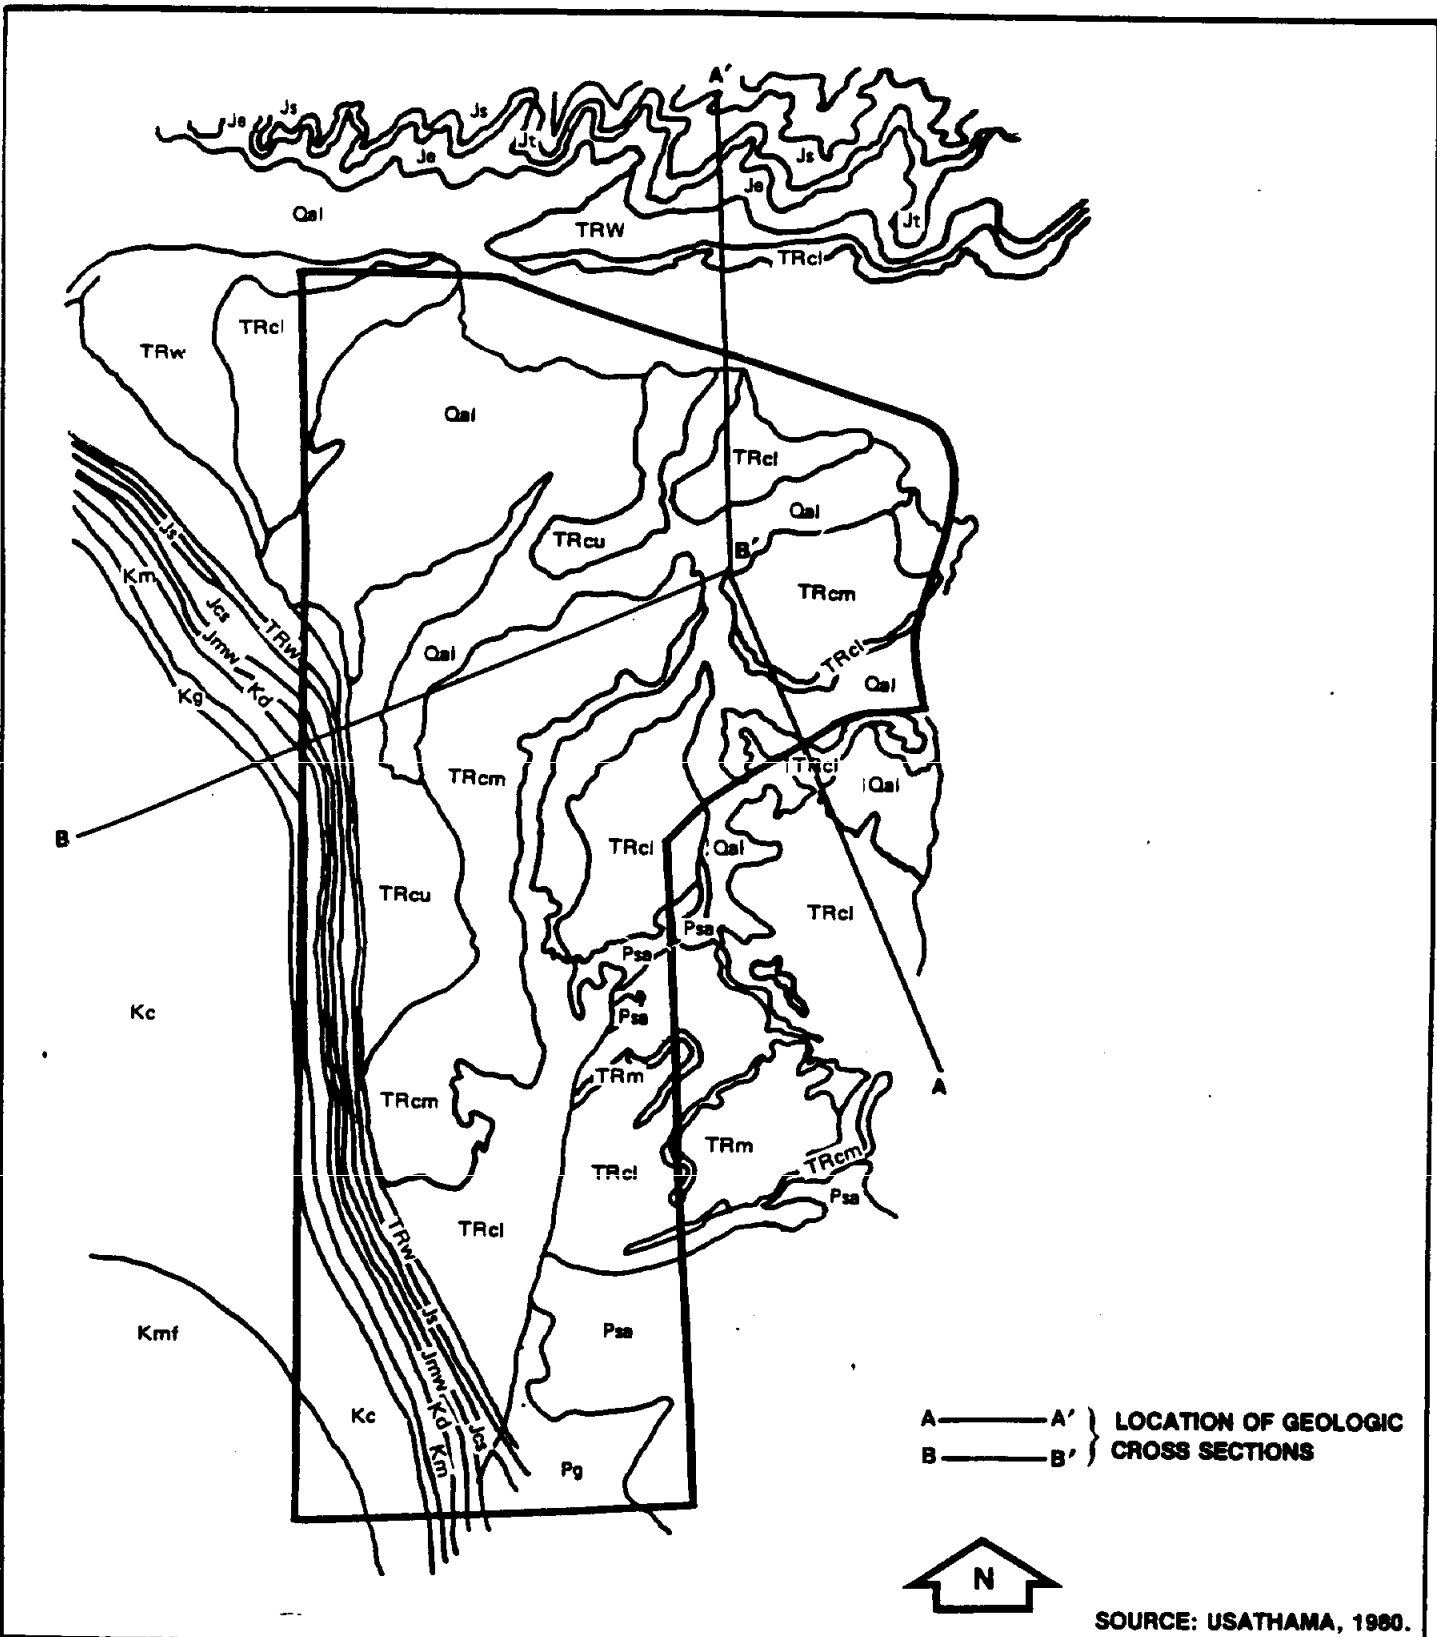 A'
Js
Js
Je
Jt
Je
Js
Je
Qal
TRW
Jt
TRcl
TRcl
TRw
Qal
TRcl
Qal
Js
TRcu
B'
Km
TRcm
Jcs
TRw
Jmw
Qal
TRcl
Kd
Qal
Kg
TRcm
TRcl
Qal
B
TRcl
Qal
TRcu
TRcl
Psa
Psa
Kc
Psa
TRm
A
TRcm
TRm
TRcm
TRcl
Psa
TRw
TRcl
Js
Kmf
Psa
Jmw
Kc
Kd
Jcs
Km
Pg
A A' } LOCATION OF GEOLOGIC
B B' } CROSS SECTIONS
N
SOURCE: USATHAMA, 1980.